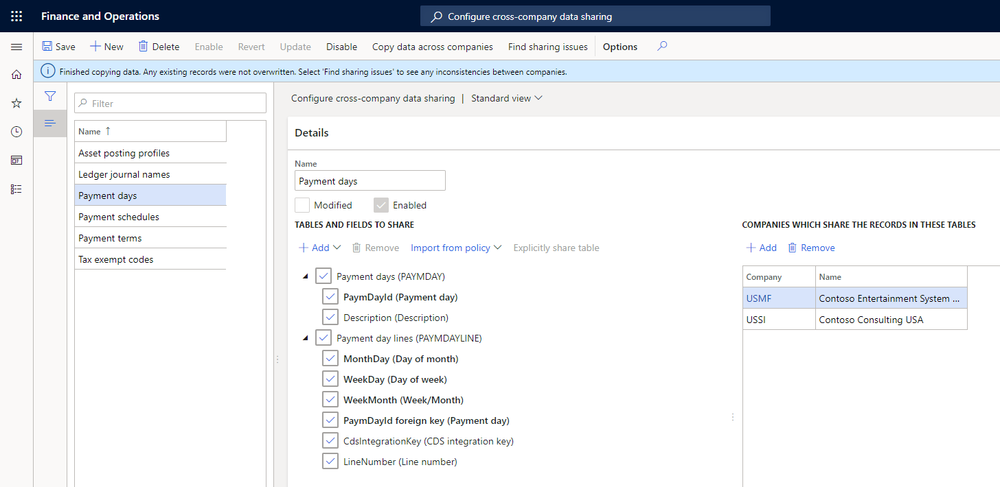 Finance and Operations
Configure cross-company data sharing
Save New Delete Enable Revert Update Disable Copy data across companies Find sharing issues Options
Finished copying data. Any existing records were not overwritten. Select 'Find sharing issues' to see any inconsistencies between companies.
Filter
Name
Asset posting profiles
Ledger journal names
Payment days
Payment schedules
Payment terms
Tax exempt codes
Configure cross-company data sharing | Standard view
Details
Name
Payment days
Modified Enabled
TABLES AND FIELDS TO SHARE
Add Remove Import from policy Explicitly share table
Payment days (PAYMDAY)
PaymDayId (Payment day)
Description (Description)
Payment day lines (PAYMDAYLINE)
MonthDay (Day of month)
WeekDay (Day of week)
WeekMonth (Week/Month)
PaymDayId foreign key (Payment day)
CdsIntegrationKey (CDS integration key)
LineNumber (Line number)
COMPANIES WHICH SHARE THE RECORDS IN THESE TABLES
Add Remove
Company Name
USMF Contoso Entertainment System ...
USSI Contoso Consulting USA